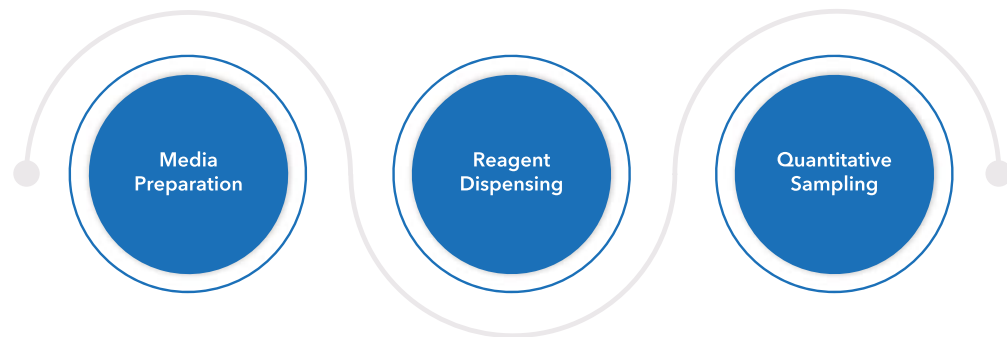 Media
Preparation
Reagent
Dispensing
Quantitative
Sampling